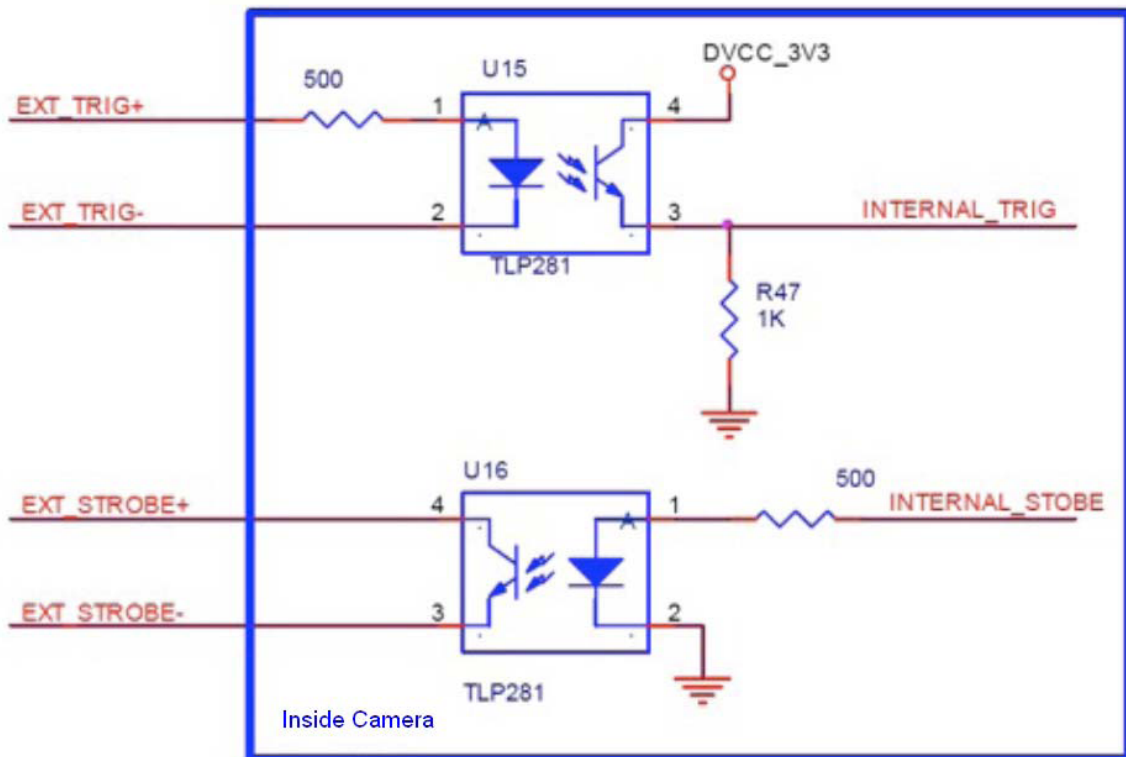 DVCC_3V3
U15
500
EXT_TRIG+
1
A
4
EXT_TRIG-
2
3
INTERNAL_TRIG
TLP281
R47
1K
U16
500
EXT_STROBE+
4
A
1
INTERNAL_STOBE
EXT_STROBE-
3
2
TLP281
Inside Camera